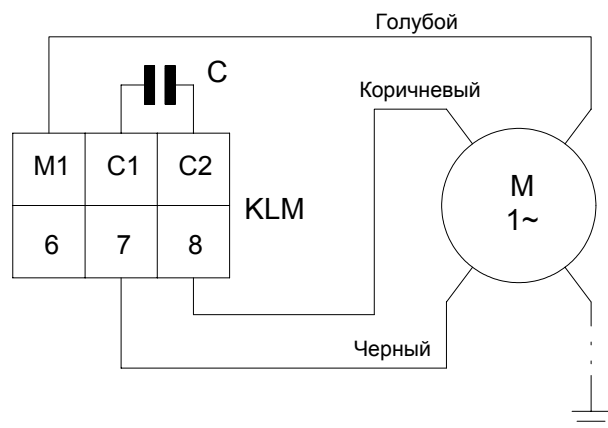 Голубой
C
Коричневый
M1 C1 C2
KLM
6 7 8
M
1~
Черный